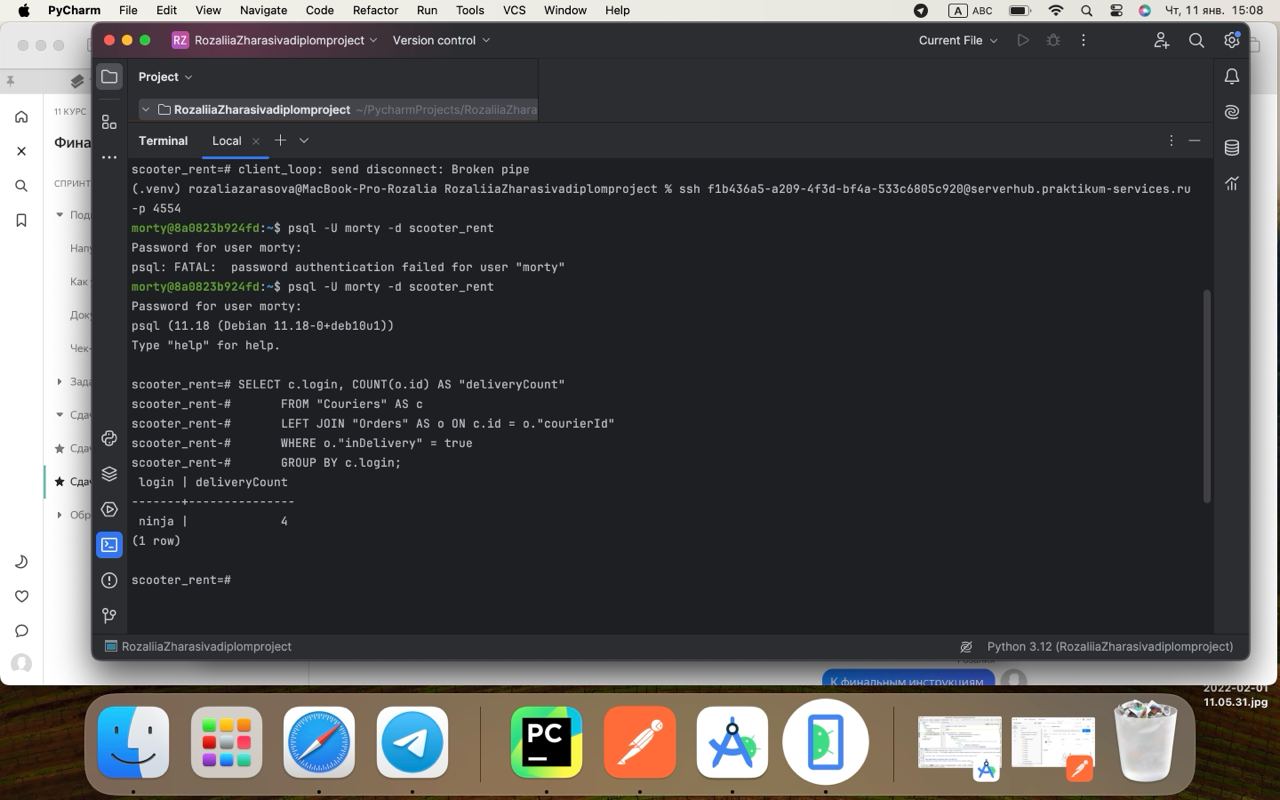 PyCharm File Edit View Navigate Code Refactor Run Tools VCS Window Help A ABC Чт, 11 янв. 15:08
RZ RozaliiaZharasivadiplomproject Version control Current File
Project
RozaliiaZharasivadiplomproject ~/PycharmProjects/RozaliiaZhara
11 КУРС
Фина
СПРИНТ
Под
Нап
Как
Док
Чек-
Зада
Сдач
Сдач
Сдач
Обр
Terminal Local
scooter_rent=# client_loop: send disconnect: Broken pipe
(.venv) rozaliazarasova@MacBook-Pro-Rozalia RozaliiaZharasivadiplomproject % ssh f1b436a5-a209-4f3d-bf4a-533c6805c920@serverhub.praktikum-services.ru
-p 4554
morty@8a0823b924fd:~$ psql -U morty -d scooter_rent
Password for user morty:
psql: FATAL:  password authentication failed for user "morty"
morty@8a0823b924fd:~$ psql -U morty -d scooter_rent
Password for user morty:
psql (11.18 (Debian 11.18-0+deb10u1))
Type "help" for help.
scooter_rent=# SELECT c.login, COUNT(o.id) AS "deliveryCount"
scooter_rent-#       FROM "Couriers" AS c
scooter_rent-#       LEFT JOIN "Orders" AS o ON c.id = o."courierId"
scooter_rent-#       WHERE o."inDelivery" = true
scooter_rent-#       GROUP BY c.login;
login | deliveryCount
-------+---------------
ninja |             4
(1 row)
scooter_rent=#
RozaliiaZharasivadiplomproject Python 3.12 (RozaliiaZharasivadiplomproject)
К финальным инструкциям
2022-02-01
11.05.31.jpg
PC